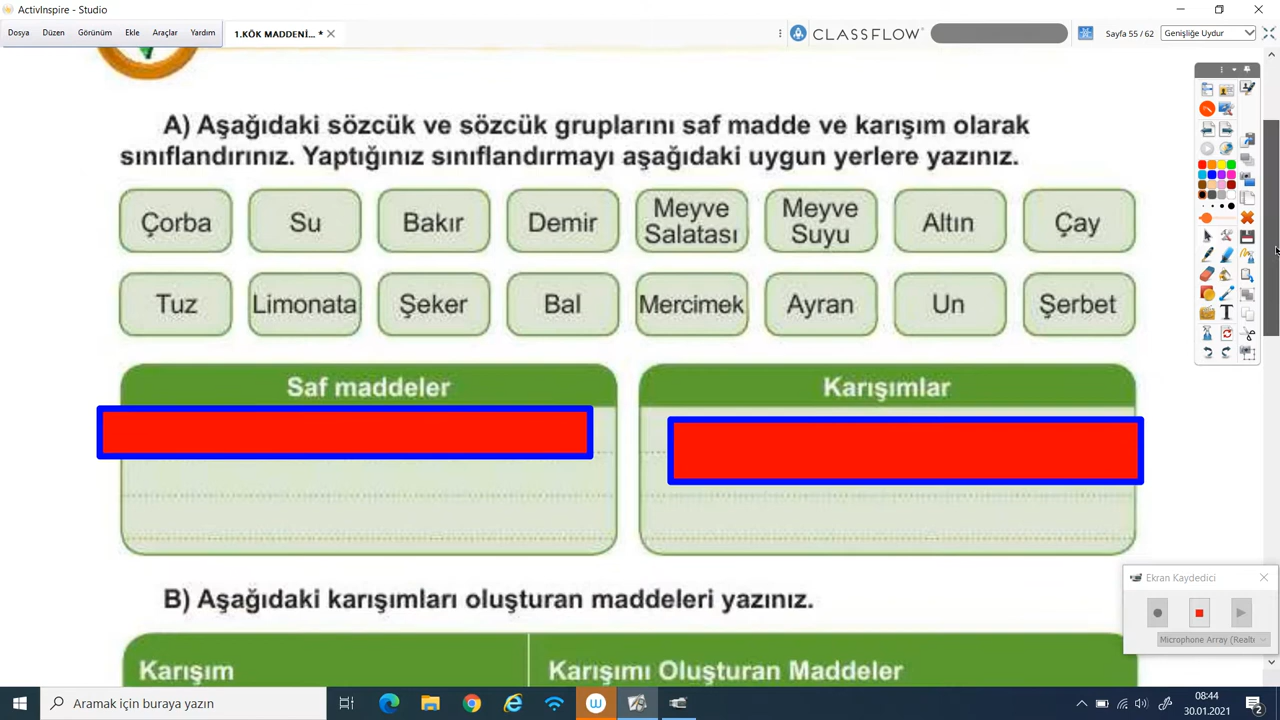 ActivInspire - Studio
Dosya Düzen Görünüm Ekle Araçlar Yardım
1.KÖK MADDENİ... *
CLASSFLOW
Sayfa 55 / 62
Genişliğe Uydur
A) Aşağıdaki sözcük ve sözcük gruplarını saf madde ve karışım olarak
sınıflandırınız. Yaptığınız sınıflandırmayı aşağıdaki uygun yerlere yazınız.
Çorba
Su
Bakır
Demir
Meyve
Salatası
Meyve
Suyu
Altın
Çay
Tuz
Limonata
Şeker
Bal
Mercimek
Ayran
Un
Şerbet
Saf maddeler
Karışımlar
B) Aşağıdaki karışımları oluşturan maddeleri yazınız.
Karışım
Karışımı Oluşturan Maddeler
Ekran Kaydedici
Microphone Array (Realt
Aramak için buraya yazın
08:44
30.01.2021
2